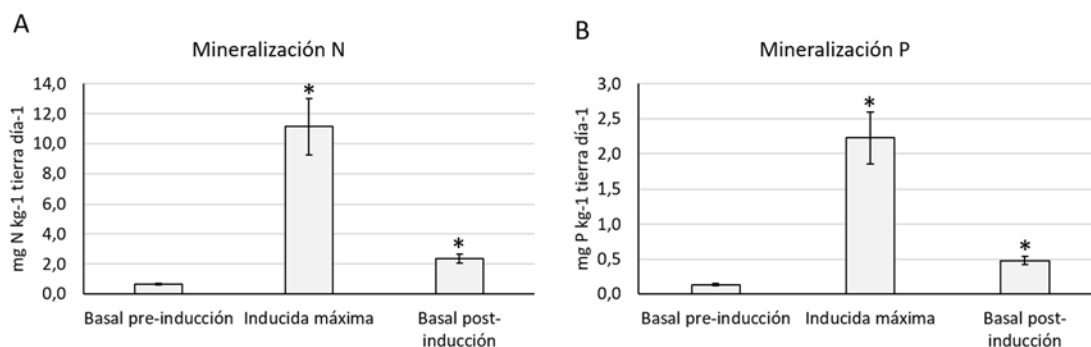 A
Mineralización N
mg N kg-1 tierra día-1
14,0
12,0
10,0
8,0
6,0
4,0
2,0
0,0
*
*
Basal pre-inducción
Inducida máxima
Basal post-
inducción
B
Mineralización P
mg P kg-1 tierra día-1
3,0
2,5
2,0
1,5
1,0
0,5
0,0
*
*
Basal pre-inducción
Inducida máxima
Basal post-
inducción